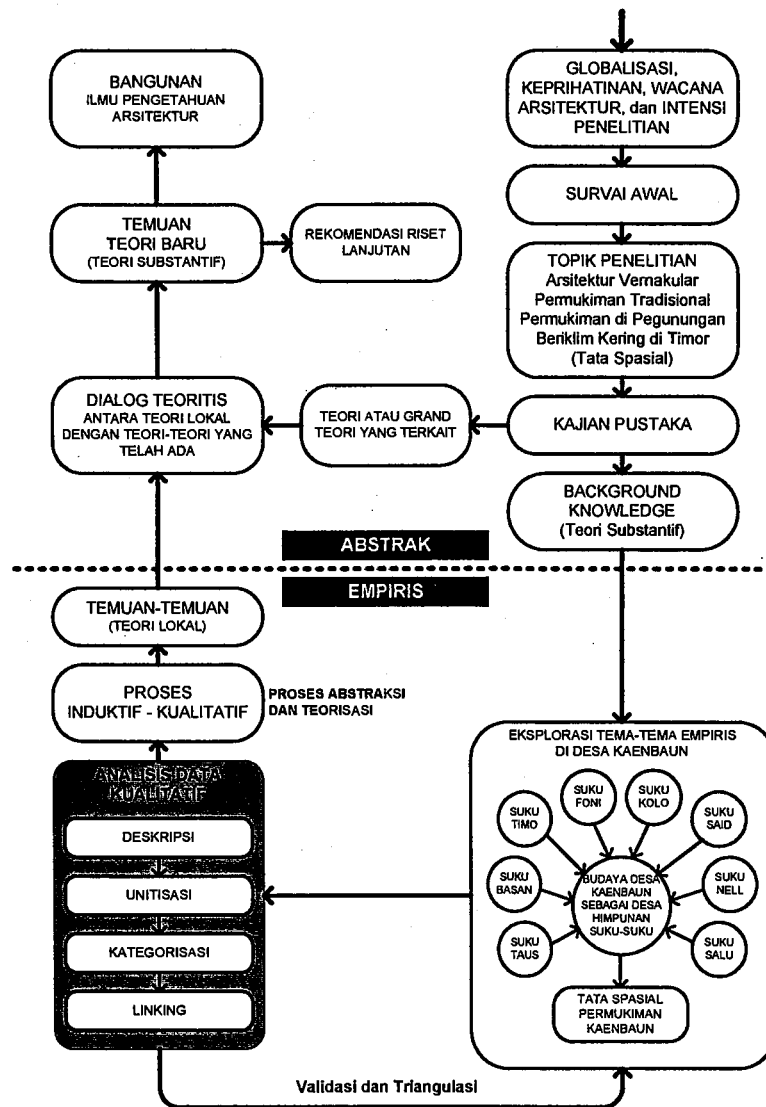 GLOBALISASI,
KEPRIHATINAN, WACANA
ARSITEKTUR, dan INTENSI
PENELITIAN
SURVAI AWAL
TOPIK PENELITIAN
Arsitektur Vernakular
Permukiman Tradisional
Permukiman di Pegunungan
Beriklim Kering di Timor
(Tata Spasial)
KAJIAN PUSTAKA
BACKGROUND
KNOWLEDGE
(Teori Substantif)
BANGUNAN
ILMU PENGETAHUAN
ARSITEKTUR
TEMUAN
TEORI BARU
(TEORI SUBSTANTIF)
REKOMENDASI RISET
LANJUTAN
DIALOG TEORITIS
ANTARA TEORI LOKAL
DENGAN TEORI-TEORI YANG
TELAH ADA
TEORI ATAU GRAND
TEORI YANG TERKAIT
ABSTRAK
EMPIRIS
TEMUAN-TEMUAN
(TEORI LOKAL)
PROSES
INDUKTIF - KUALITATIF
PROSES ABSTRAKSI
DAN TEORISASI
ANALISIS DATA
KUALITATIF
DESKRIPSI
UNITISASI
KATEGORISASI
LINKING
EKSPLORASI TEMA-TEMA EMPIRIS
DI DESA KAENBAUN
SUKU
FONI
SUKU
KOLO
SUKU
TIMO
SUKU
SAID
SUKU
BASAN
SUKU
NELL
SUKU
TAUS
SUKU
SALU
BUDAYA DESA
KAENBAUN
SEBAGAI DESA
HIMPUNAN
SUKU-SUKU
TATA SPASIAL
PERMUKIMAN
KAENBAUN
Validasi dan Triangulasi